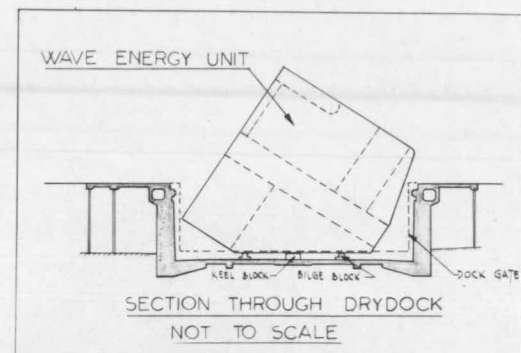 WAVE ENERGY UNIT
KEEL BLOCK BILGE BLOCK DOCK GATE
SECTION THROUGH DRYDOCK
NOT TO SCALE